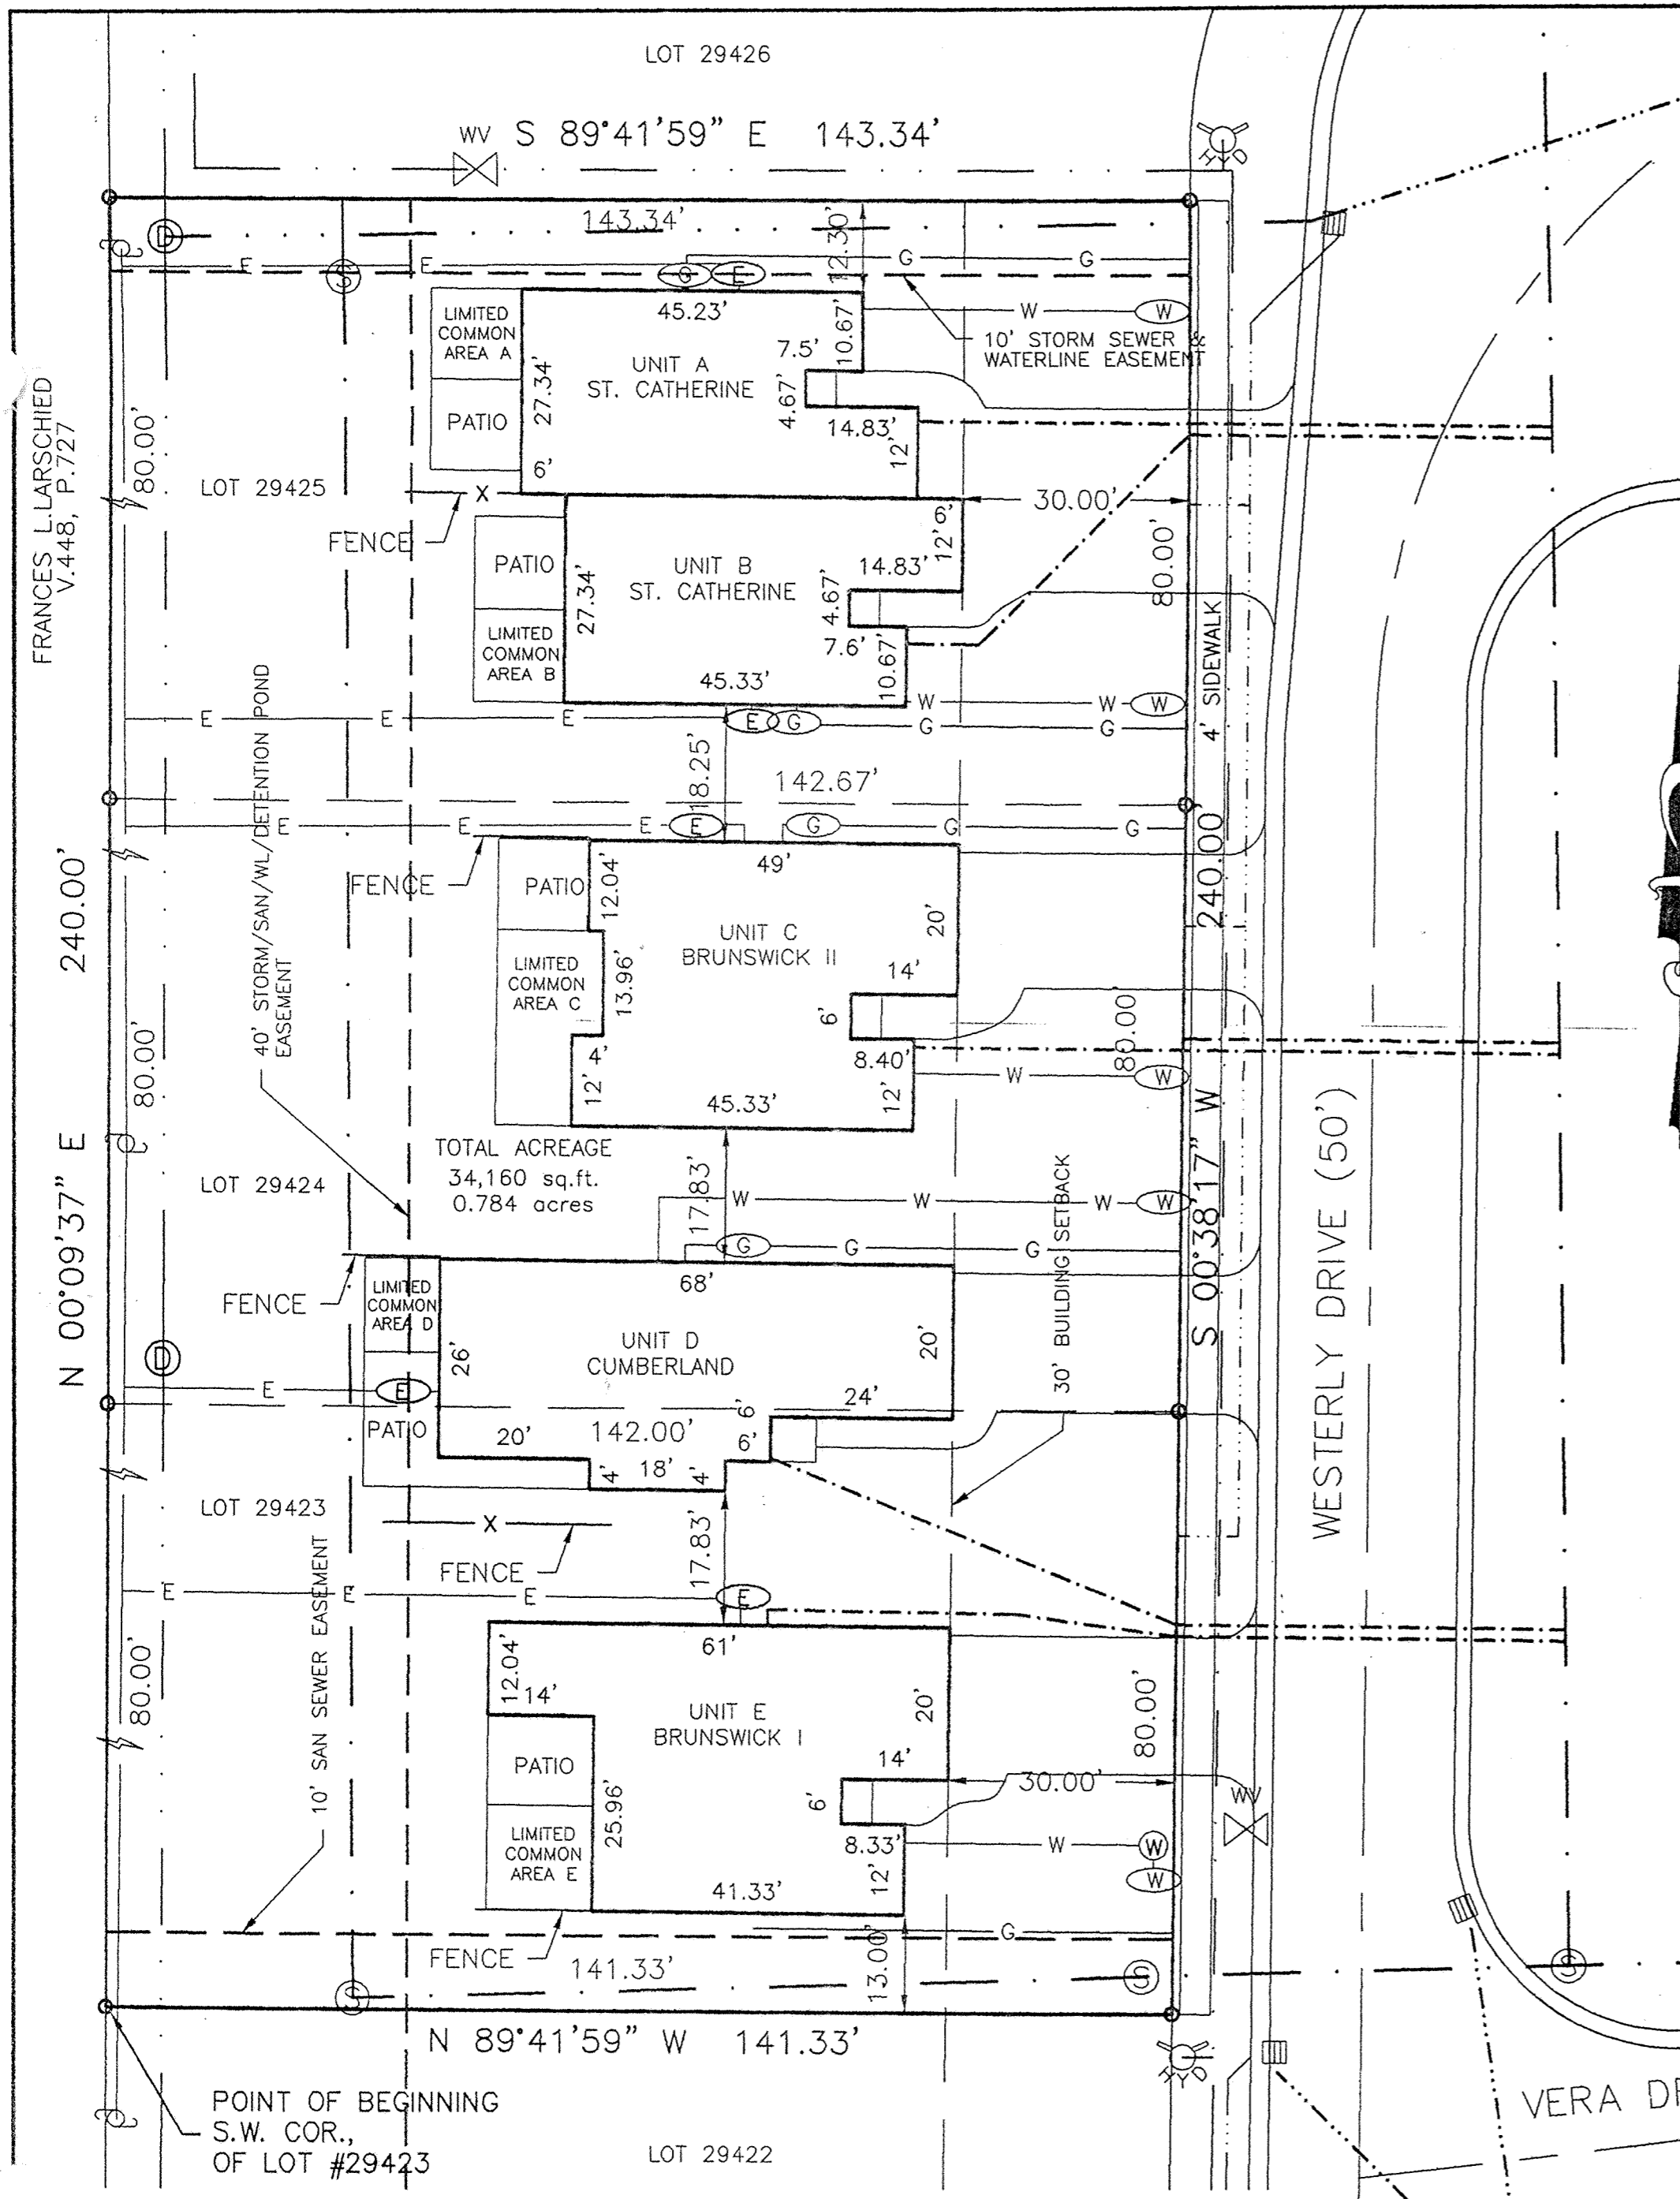 LOT 29426
WV S 89°41'59" E 143.34'
HYD
143.34'
12.30'
D
E E G G
S G E
LIMITED
COMMON
AREA A
45.23'
W W
10' STORM SEWER &
WATERLINE EASEMENT
UNIT A
ST. CATHERINE
7.5'
10.67'
4.67'
27.34'
PATIO
14.83'
12'
6'
FRANCES L.LARSCHIED
V.448, P.727
80.00'
LOT 29425
X
FENCE
30.00'
6'
12'
PATIO
UNIT B
ST. CATHERINE
14.83'
4.67'
27.34'
7.6'
10.67'
LIMITED
COMMON
AREA B
45.33'
80.00'
4' SIDEWALK
W W W
E E E E G G G
18.25'
142.67'
E E E E G G G
FENCE
PATIO
12.04'
49'
UNIT C
BRUNSWICK II
20'
14'
LIMITED
COMMON
AREA C
13.96'
6'
8.40'
4'
12'
45.33'
12'
W W
80.00
240.00'
240.00'
80.00'
40' STORM/SAN/WL/DETENTION POND
EASEMENT
TOTAL ACREAGE
34,160 sq.ft.
0.784 acres
LOT 29424
17.83'
W W W W
G G G
N 00°09'37" E
S 00°38'17" W
WESTERLY DRIVE (50')
30' BUILDING SETBACK
FENCE
LIMITED
COMMON
AREA D
68'
UNIT D
CUMBERLAND
26'
20'
D
E E
24'
6'
PATIO
20'
142.00'
6'
4'
18'
4'
LOT 29423
X
FENCE
17.83'
E E E E
10' SAN SEWER EASEMENT
61'
12.04'
14'
UNIT E
BRUNSWICK I
20'
80.00'
80.00'
PATIO
14'
30.00'
WV
6'
25.96'
LIMITED
COMMON
AREA E
8.33'
W W
W
12'
41.33'
G
FENCE
13.00'
141.33'
S
S
N 89°41'59" W 141.33'
HYD
POINT OF BEGINNING
S.W. COR.,
OF LOT #29423
LOT 29422